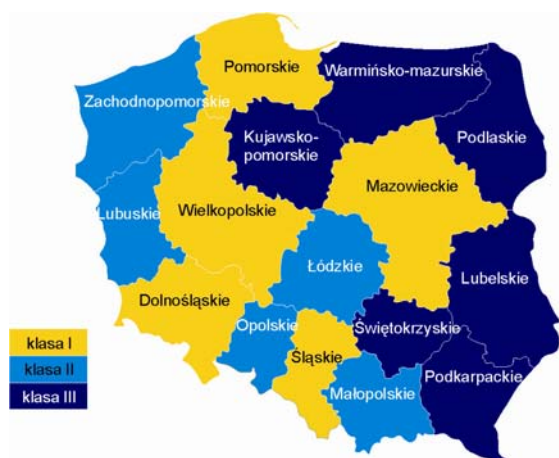 Pomorskie
Warmińsko-mazurskie
Zachodnopomorskie
Podlaskie
Kujawsko-
pomorskie
Mazowieckie
Lubuskie
Wielkopolskie
Łódzkie
Lubelskie
Dolnośląskie
Opolskie
Świętokrzyskie
Śląskie
Podkarpackie
Małopolskie
klasa I
klasa II
klasa III